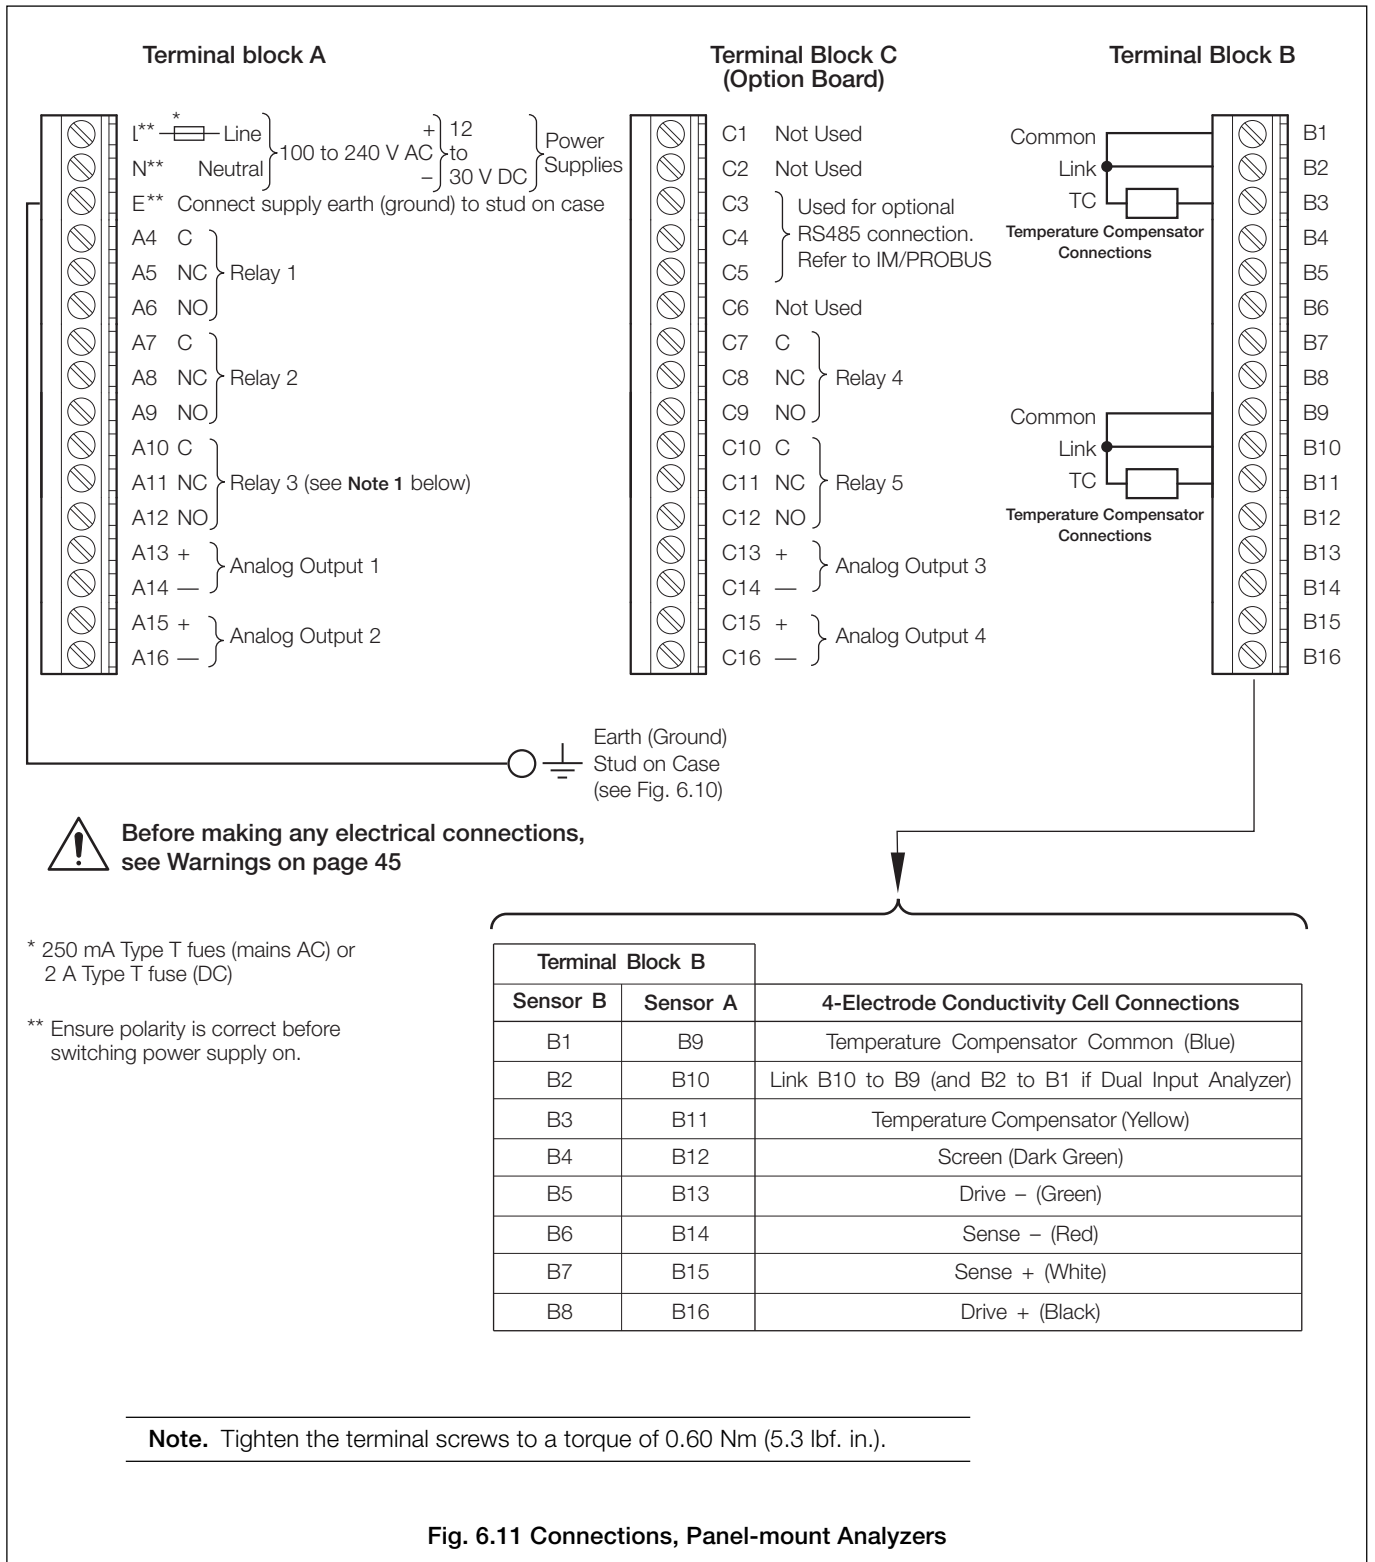 Terminal block A
L** * Line
N** Neutral
100 to 240 V AC
+ 12
to
– 30 V DC
Power
Supplies
E** Connect supply earth (ground) to stud on case
A4 C
A5 NC Relay 1
A6 NO
A7 C
A8 NC Relay 2
A9 NO
A10 C
A11 NC Relay 3 (see Note 1 below)
A12 NO
A13 +
Analog Output 1
A14 —
A15 +
Analog Output 2
A16 —
Terminal Block C
(Option Board)
C1 Not Used
C2 Not Used
C3
C4
C5
Used for optional
RS485 connection.
Refer to IM/PROBUS
C6 Not Used
C7 C
C8 NC Relay 4
C9 NO
C10 C
C11 NC Relay 5
C12 NO
C13 +
Analog Output 3
C14 —
C15 +
Analog Output 4
C16 —
Terminal Block B
Common
Link
TC
Temperature Compensator
Connections
Common
Link
TC
Temperature Compensator
Connections
B1
B2
B3
B4
B5
B6
B7
B8
B9
B10
B11
B12
B13
B14
B15
B16
Earth (Ground)
Stud on Case
(see Fig. 6.10)
Before making any electrical connections,
see Warnings on page 45
* 250 mA Type T fues (mains AC) or
2 A Type T fuse (DC)
** Ensure polarity is correct before
switching power supply on.
Terminal Block B
Sensor B Sensor A 4-Electrode Conductivity Cell Connections
B1 B9 Temperature Compensator Common (Blue)
B2 B10 Link B10 to B9 (and B2 to B1 if Dual Input Analyzer)
B3 B11 Temperature Compensator (Yellow)
B4 B12 Screen (Dark Green)
B5 B13 Drive – (Green)
B6 B14 Sense – (Red)
B7 B15 Sense + (White)
B8 B16 Drive + (Black)
Note. Tighten the terminal screws to a torque of 0.60 Nm (5.3 lbf. in.).
Fig. 6.11 Connections, Panel-mount Analyzers